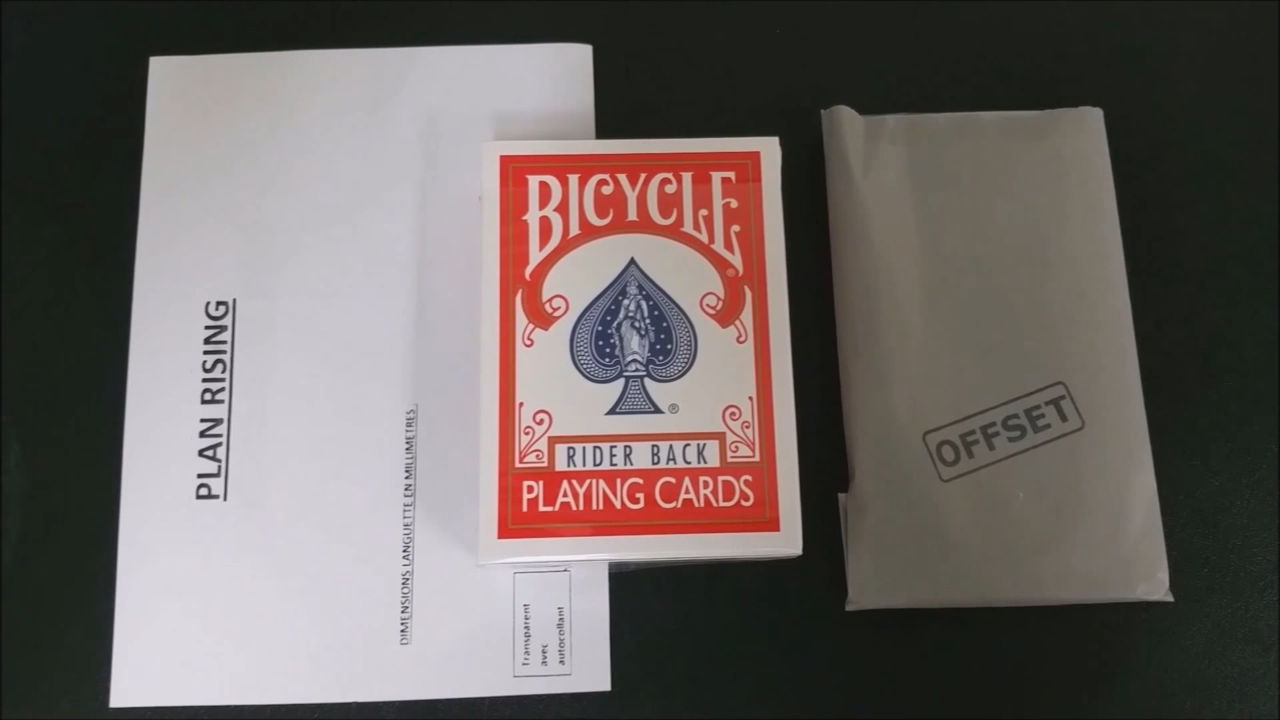 PLAN RISING
DIMENSIONS LANGUETTE EN MILLIMETRES
Transparent
avec
autocollant
BICYCLE
®
®
RIDER BACK
PLAYING CARDS
OFFSET